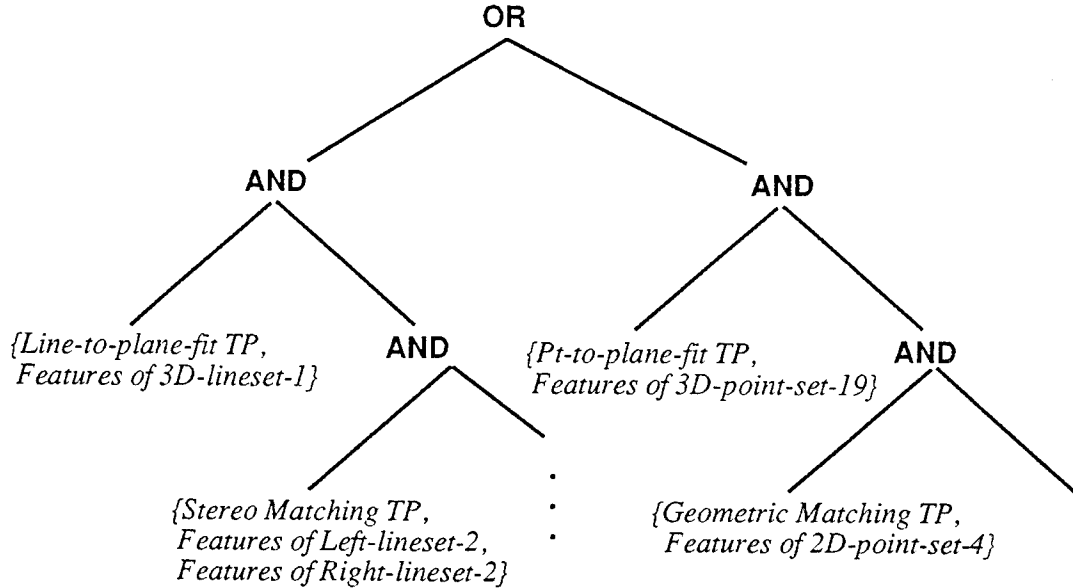 OR
AND
AND
{Line-to-plane-fit TP,
Features of 3D-lineset-1}
AND
{Pt-to-plane-fit TP,
Features of 3D-point-set-19}
AND
{Stereo Matching TP,
Features of Left-lineset-2,
Features of Right-lineset-2}
{Geometric Matching TP,
Features of 2D-point-set-4}